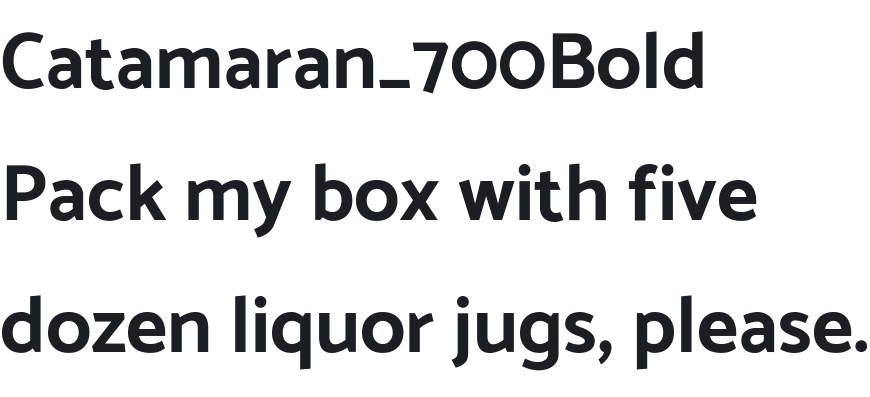 Catamaran_700Bold
Pack my box with five
dozen liquor jugs, please.